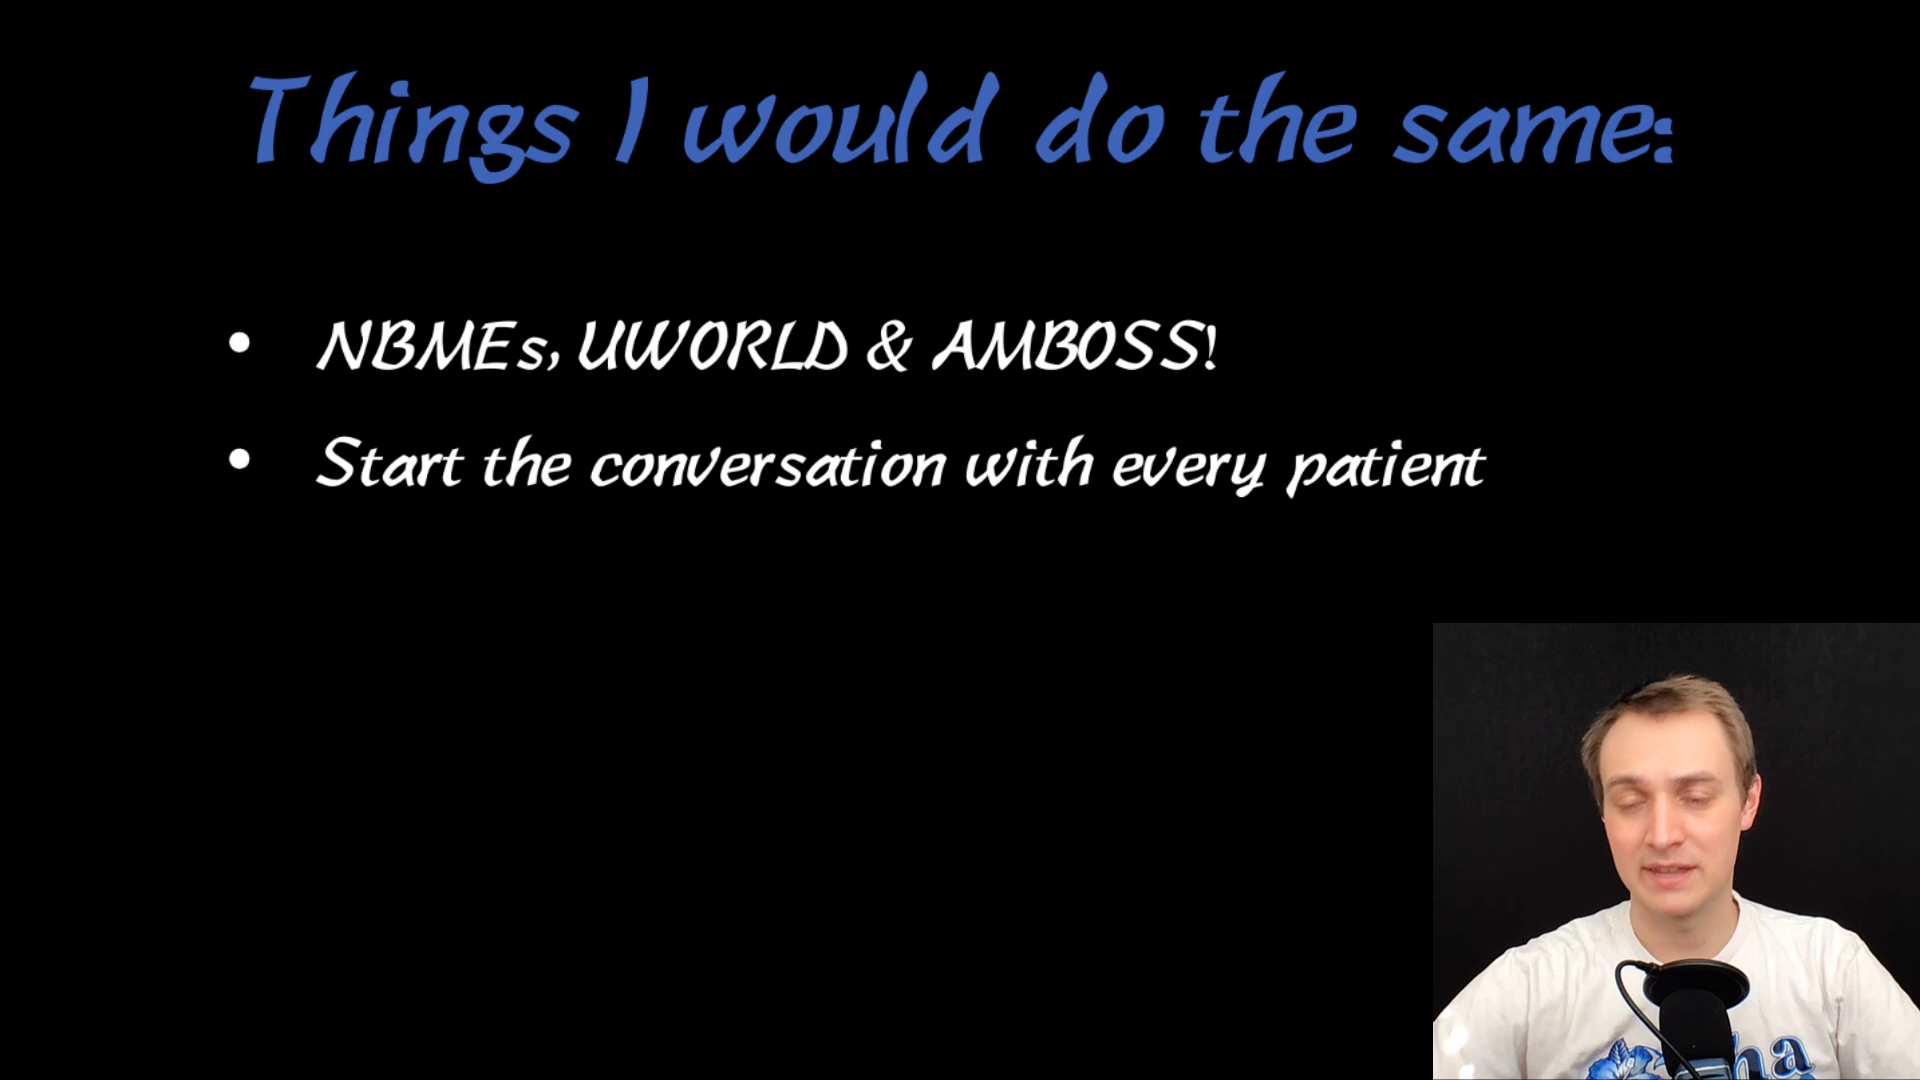 Things I would do the same:
• NBMEs, UWORLD & AMBOSS!
• Start the conversation with every patient